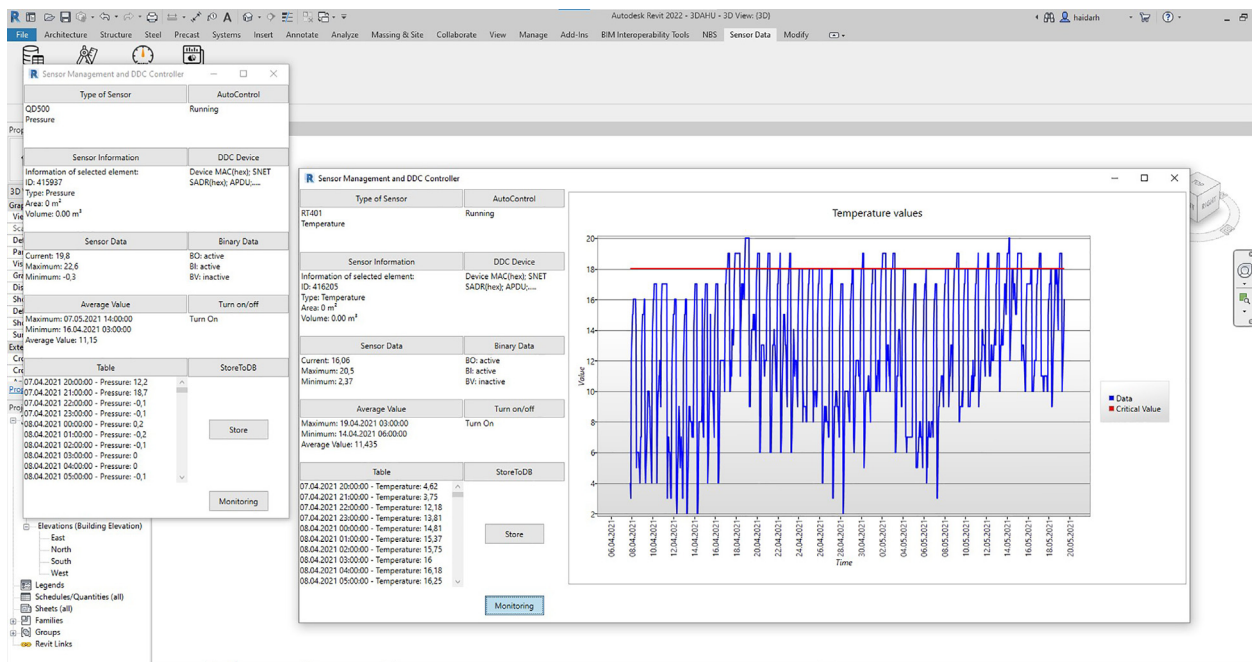 Autodesk Revit 2022 - 3DAHU - 3D View: {3D}
haidarh
File Architecture Structure Steel Precast Systems Insert Annotate Analyze Massing & Site Collaborate View Manage Add-Ins BIM Interoperability Tools NBS Sensor Data Modify
Sensor Management and DDC Controller
Type of Sensor AutoControl
QD500 Running
Pressure
Sensor Information DDC Device
Information of selected element: Device MAC(hex); SNET
ID: 415937 SADR(hex); APDU;....
Type: Pressure
Area: 0 m²
Volume: 0.00 m³
Sensor Data Binary Data
Current: 19,8 BO: active
Maximum: 22,6 BI: active
Minimum: -0,3 BV: inactive
Average Value Turn on/off
Maximum: 07.05.2021 14:00:00 Turn On
Minimum: 16.04.2021 03:00:00
Average Value: 11,15
Table StoreToDB
07.04.2021 20:00:00 - Pressure: 12,2
07.04.2021 21:00:00 - Pressure: 18,7
07.04.2021 22:00:00 - Pressure: -0,1
07.04.2021 23:00:00 - Pressure: -0,1
08.04.2021 00:00:00 - Pressure: 0,2
08.04.2021 01:00:00 - Pressure: -0,2
08.04.2021 02:00:00 - Pressure: -0,1
08.04.2021 03:00:00 - Pressure: 0
08.04.2021 04:00:00 - Pressure: 0
08.04.2021 05:00:00 - Pressure: -0,1
Store
Monitoring
Elevations (Building Elevation)
East
North
South
West
Legends
Schedules/Quantities (all)
Sheets (all)
Families
Groups
Revit Links
Sensor Management and DDC Controller
Type of Sensor AutoControl
RT401 Running
Temperature
Sensor Information DDC Device
Information of selected element: Device MAC(hex); SNET
ID: 416205 SADR(hex); APDU;....
Type: Temperature
Area: 0 m²
Volume: 0.00 m³
Sensor Data Binary Data
Current: 16,06 BO: active
Maximum: 20,5 BI: active
Minimum: 2,37 BV: inactive
Average Value Turn on/off
Maximum: 19.04.2021 03:00:00 Turn On
Minimum: 14.04.2021 06:00:00
Average Value: 11,435
Table StoreToDB
07.04.2021 20:00:00 - Temperature: 4,62
07.04.2021 21:00:00 - Temperature: 3,75
07.04.2021 22:00:00 - Temperature: 12,18
07.04.2021 23:00:00 - Temperature: 13,81
08.04.2021 00:00:00 - Temperature: 14,81
08.04.2021 01:00:00 - Temperature: 15,37
08.04.2021 02:00:00 - Temperature: 15,75
08.04.2021 03:00:00 - Temperature: 16
08.04.2021 04:00:00 - Temperature: 16,18
08.04.2021 05:00:00 - Temperature: 16,25
Store
Monitoring
Temperature values
Value
20
18
16
14
12
10
8
6
4
2
06.04.2021
08.04.2021
10.04.2021
12.04.2021
14.04.2021
16.04.2021
18.04.2021
20.04.2021
22.04.2021
24.04.2021
26.04.2021
28.04.2021
30.04.2021
02.05.2021
04.05.2021
06.05.2021
08.05.2021
10.05.2021
12.05.2021
14.05.2021
16.05.2021
18.05.2021
20.05.2021
Time
Data
Critical Value